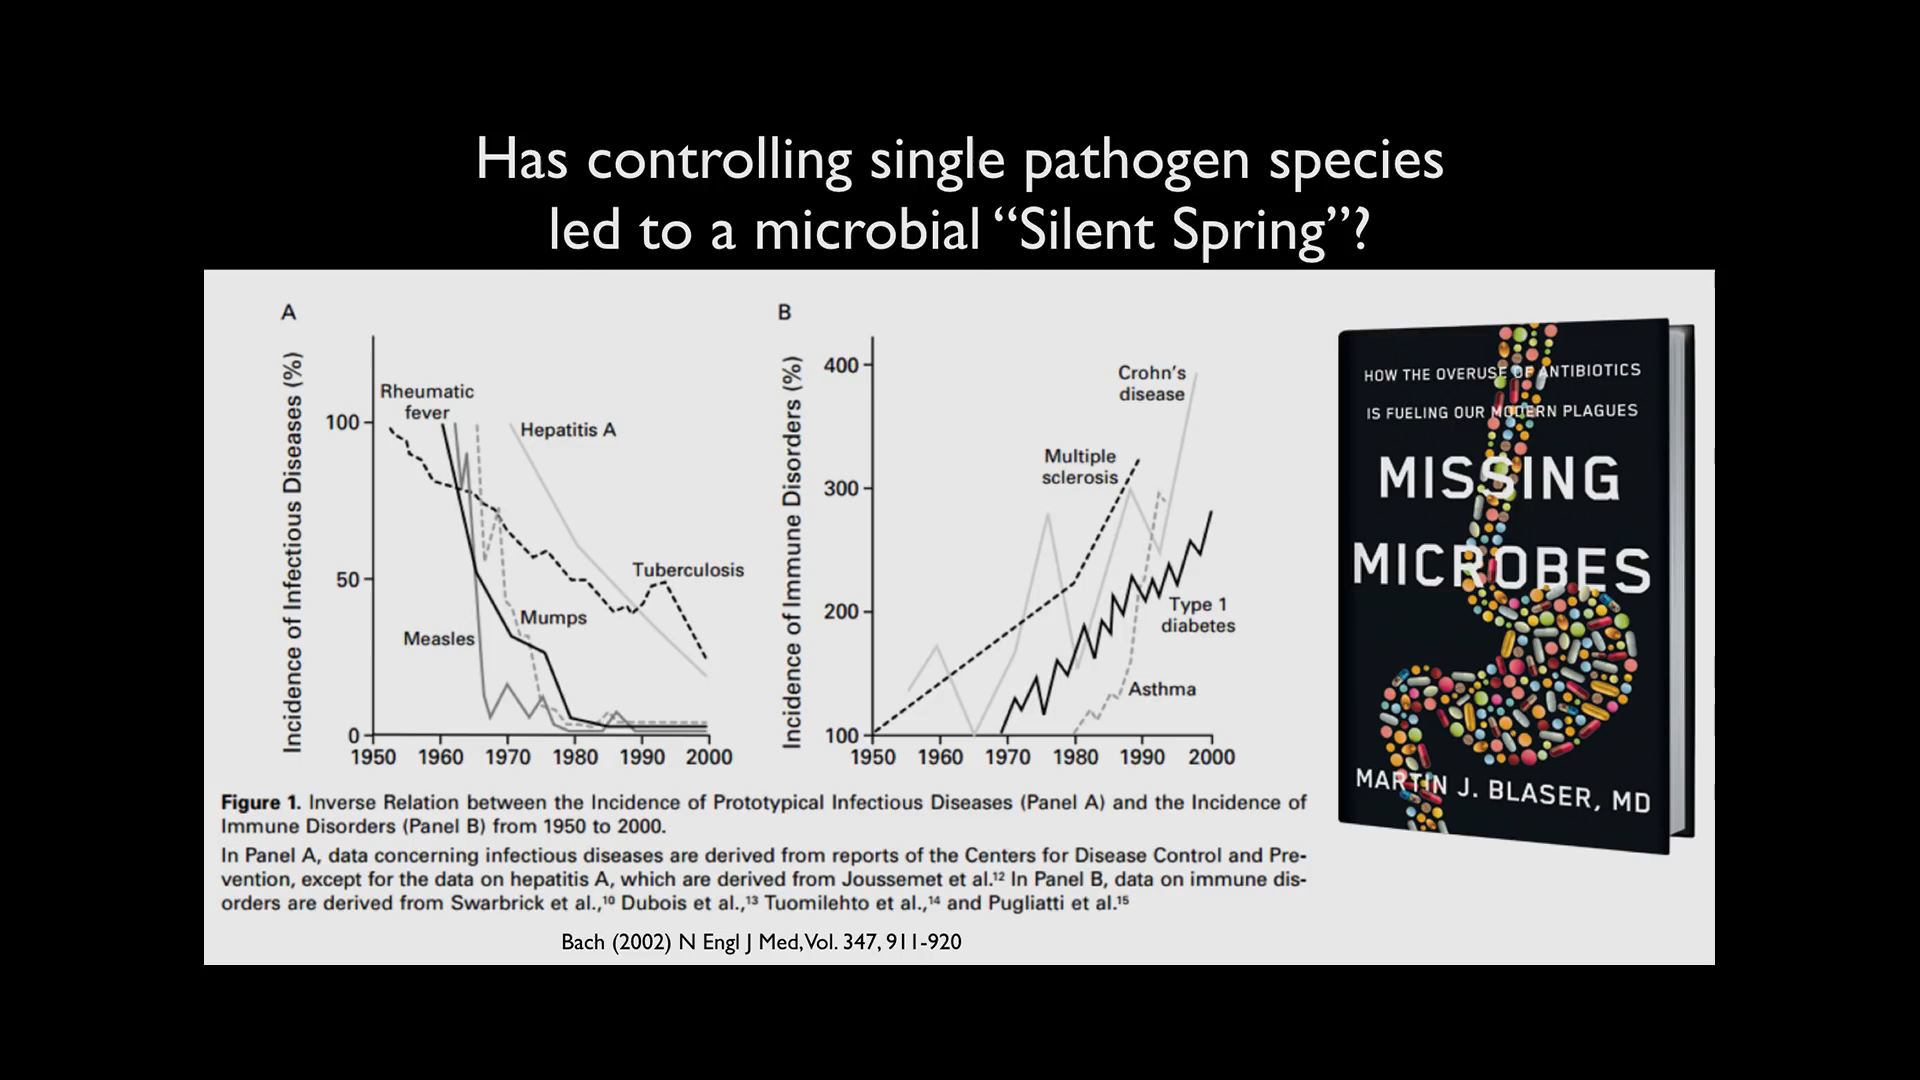 Has controlling single pathogen species
led to a microbial “Silent Spring”?
A
Incidence of Infectious Diseases (%)
100
50
0
1950 1960 1970 1980 1990 2000
Rheumatic
fever
Hepatitis A
Tuberculosis
Mumps
Measles
B
Incidence of Immune Disorders (%)
400
300
200
100
1950 1960 1970 1980 1990 2000
Crohn’s
disease
Multiple
sclerosis
Type 1
diabetes
Asthma
Figure 1. Inverse Relation between the Incidence of Prototypical Infectious Diseases (Panel A) and the Incidence of
Immune Disorders (Panel B) from 1950 to 2000.
In Panel A, data concerning infectious diseases are derived from reports of the Centers for Disease Control and Pre-
vention, except for the data on hepatitis A, which are derived from Joussemet et al.¹² In Panel B, data on immune dis-
orders are derived from Swarbrick et al.,¹⁰ Dubois et al.,¹³ Tuomilehto et al.,¹⁴ and Pugliatti et al.¹⁵
Bach (2002) N Engl J Med, Vol. 347, 911-920
HOW THE OVERUSE OF ANTIBIOTICS
IS FUELING OUR MODERN PLAGUES
MISSING
MICROBES
MARTIN J. BLASER, MD